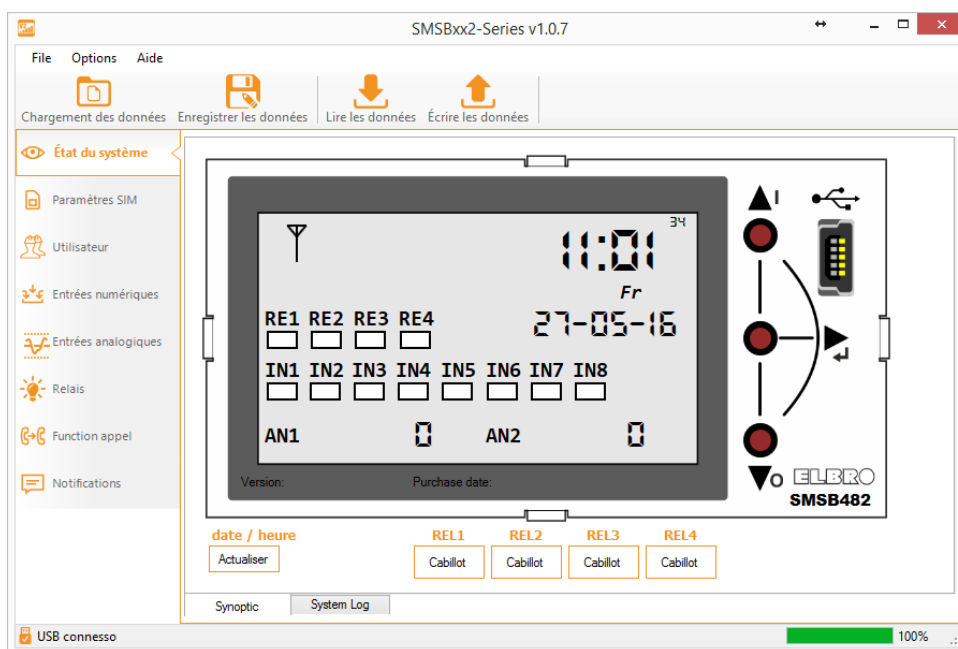 SMSBxx2-Series v1.0.7
File Options Aide
Chargement des données Enregistrer les données Lire les données Écrire les données
État du système
Paramètres SIM
Utilisateur
Entrées numériques
Entrées analogiques
Relais
Function appel
Notifications
34
11:01
Fr
27-05-16
RE1 RE2 RE3 RE4
IN1 IN2 IN3 IN4 IN5 IN6 IN7 IN8
AN1 0 AN2 0
Version: Purchase date:
I
O
ELBRO
SMSB482
date / heure REL1 REL2 REL3 REL4
Actualiser Cabillot Cabillot Cabillot Cabillot
Synoptic System Log
USB connesso 100%